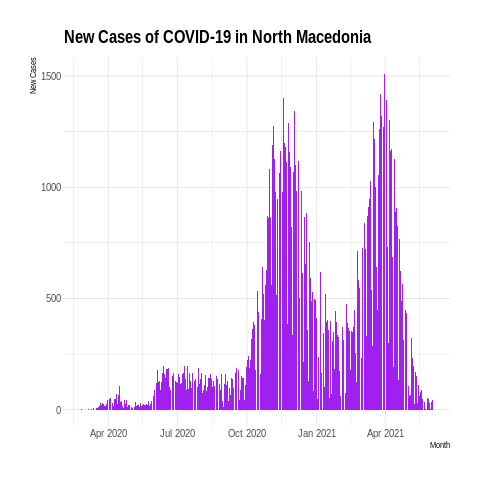 New Cases of COVID-19 in North Macedonia
New Cases
1500
1000
500
0
Apr 2020 Jul 2020 Oct 2020 Jan 2021 Apr 2021
Month